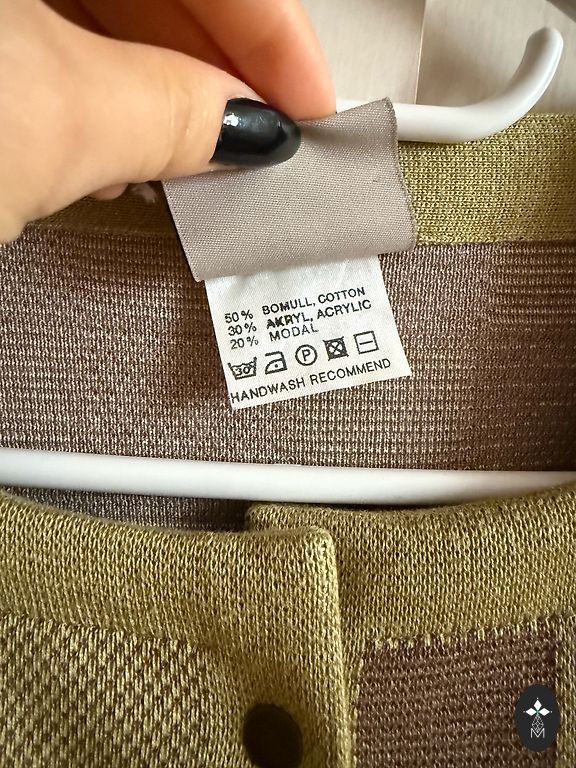 50% BOMULL, COTTON
30% AKRYL, ACRYLIC
20% MODAL
30° P
HANDWASH RECOMMEND
M